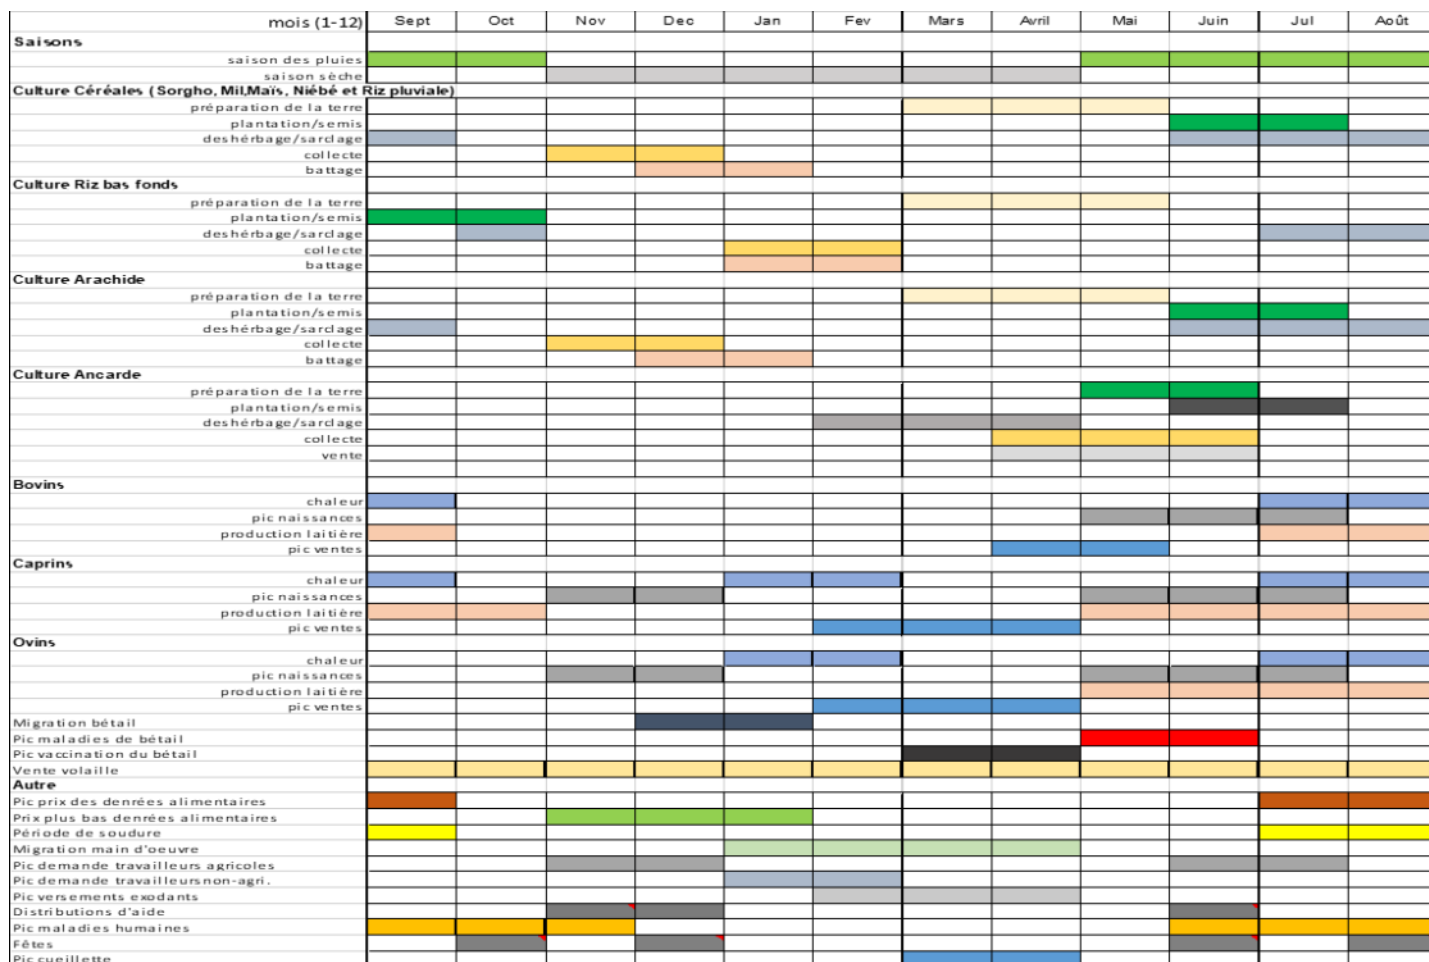 mois (1-12) Sept Oct Nov Dec Jan Fev Mars Avril Mai Juin Jul Août
Saisons
saison des pluies
saison sèche
Culture Céréales (Sorgho, Mil,Maïs, Niébé et Riz pluviale)
préparation de la terre
plantation/semis
deshérbage/sarclage
collecte
battage
Culture Riz bas fonds
préparation de la terre
plantation/semis
deshérbage/sarclage
collecte
battage
Culture Arachide
préparation de la terre
plantation/semis
deshérbage/sarclage
collecte
battage
Culture Ancarde
préparation de la terre
plantation/semis
deshérbage/sarclage
collecte
vente
Bovins
chaleur
pic naissances
production laitière
pic ventes
Caprins
chaleur
pic naissances
production laitière
pic ventes
Ovins
chaleur
pic naissances
production laitière
pic ventes
Migration bétail
Pic maladies de bétail
Pic vaccination du bétail
Vente volaille
Autre
Pic prix des denrées alimentaires
Prix plus bas denrées alimentaires
Période de soudure
Migration main d'oeuvre
Pic demande travailleurs agricoles
Pic demande travailleurs non-agri.
Pic versements exodants
Distributions d'aide
Pic maladies humaines
Fêtes
Pic cueillette